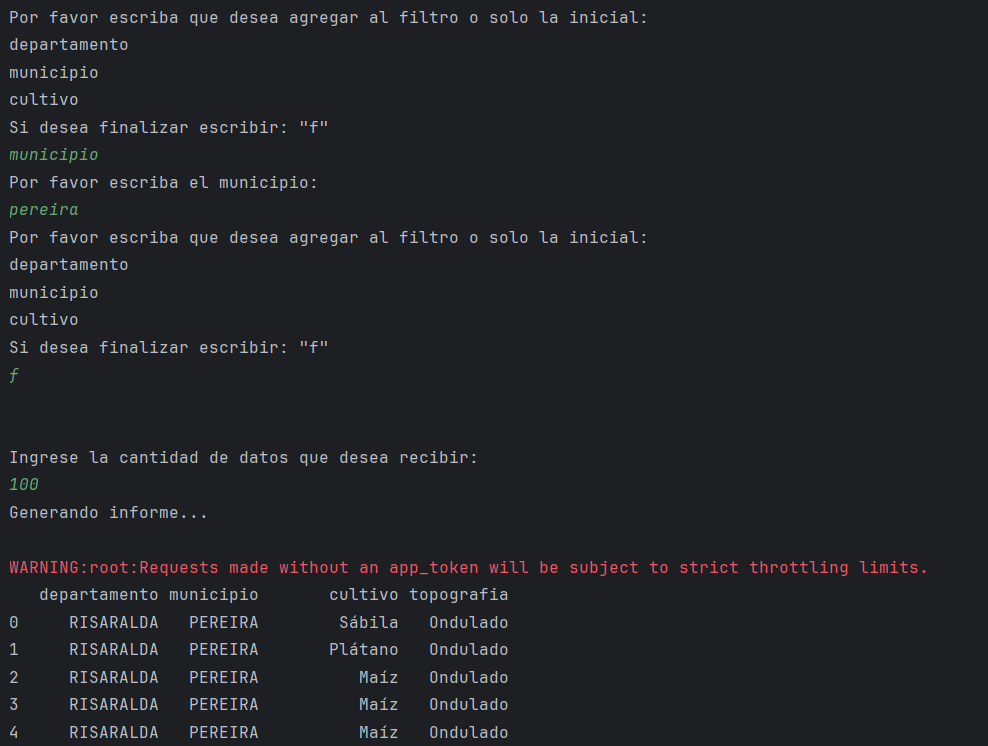 Por favor escriba que desea agregar al filtro o solo la inicial:
departamento
municipio
cultivo
Si desea finalizar escribir: "f"
municipio
Por favor escriba el municipio:
pereira
Por favor escriba que desea agregar al filtro o solo la inicial:
departamento
municipio
cultivo
Si desea finalizar escribir: "f"
f
Ingrese la cantidad de datos que desea recibir:
100
Generando informe...
WARNING:root:Requests made without an app_token will be subject to strict throttling limits.
departamento municipio cultivo topografia
0 RISARALDA PEREIRA Sábila Ondulado
1 RISARALDA PEREIRA Plátano Ondulado
2 RISARALDA PEREIRA Maíz Ondulado
3 RISARALDA PEREIRA Maíz Ondulado
4 RISARALDA PEREIRA Maíz Ondulado